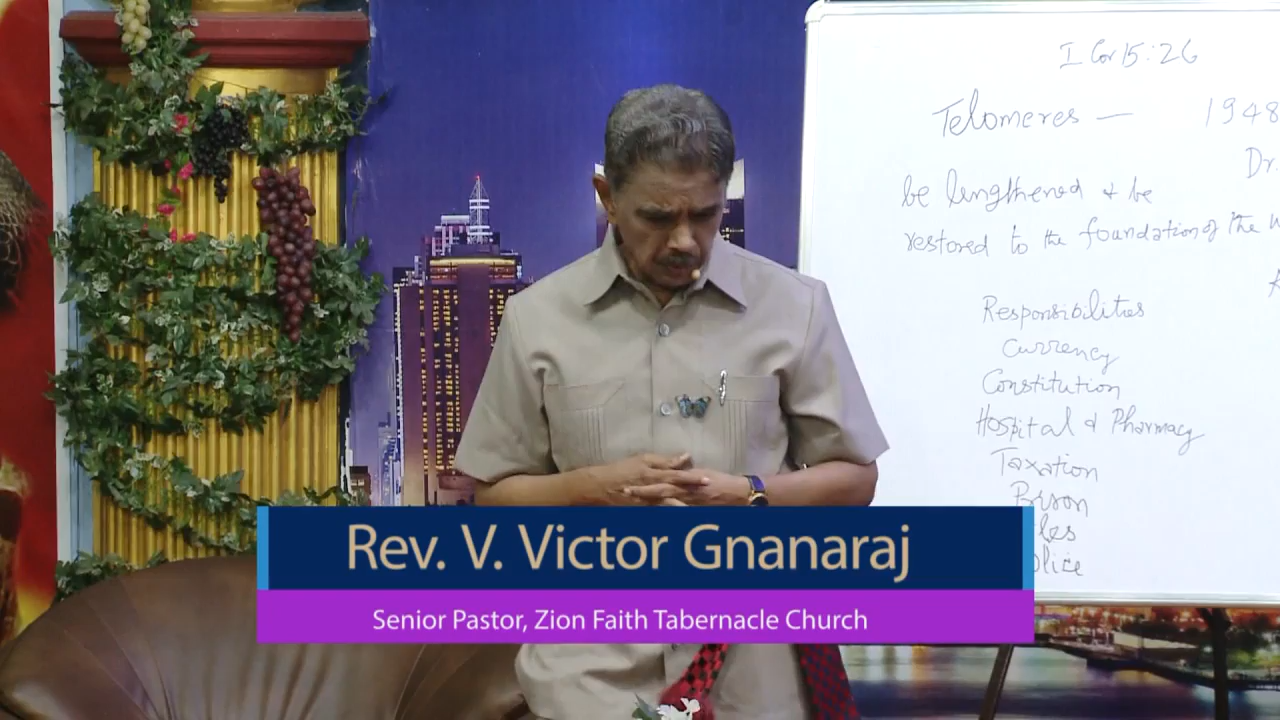 I Cor 15:26
Telomeres — 1948
Dr.
be lengthened & be
restored to the foundation of the
Responsibilities
Currency
Constitution
Hospital & Pharmacy
Taxation
Rev. V. Victor Gnanaraj
Senior Pastor, Zion Faith Tabernacle Church